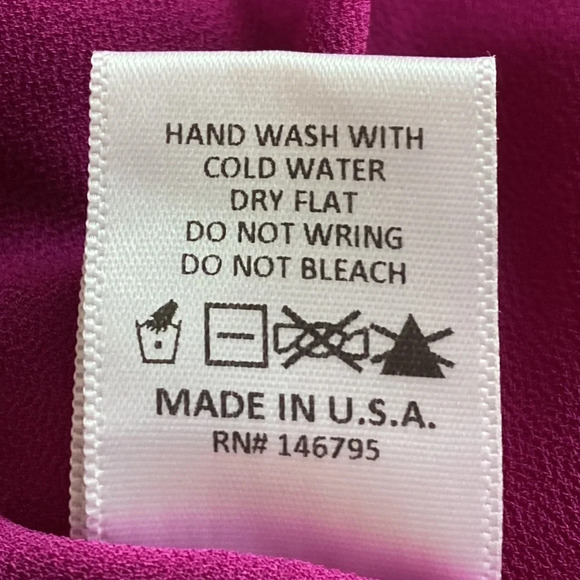 HAND WASH WITH
COLD WATER
DRY FLAT
DO NOT WRING
DO NOT BLEACH
MADE IN U.S.A.
RN# 146795